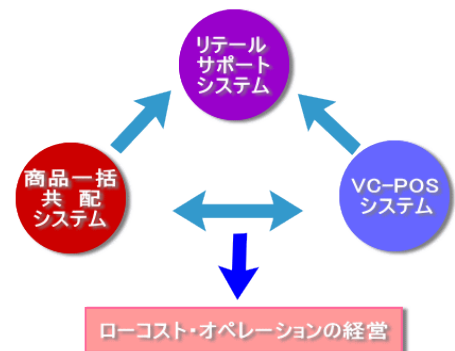 リテール
サポート
システム
商品一括
共 配
システム
VC-POS
システム
ローコスト・オペレーションの経営